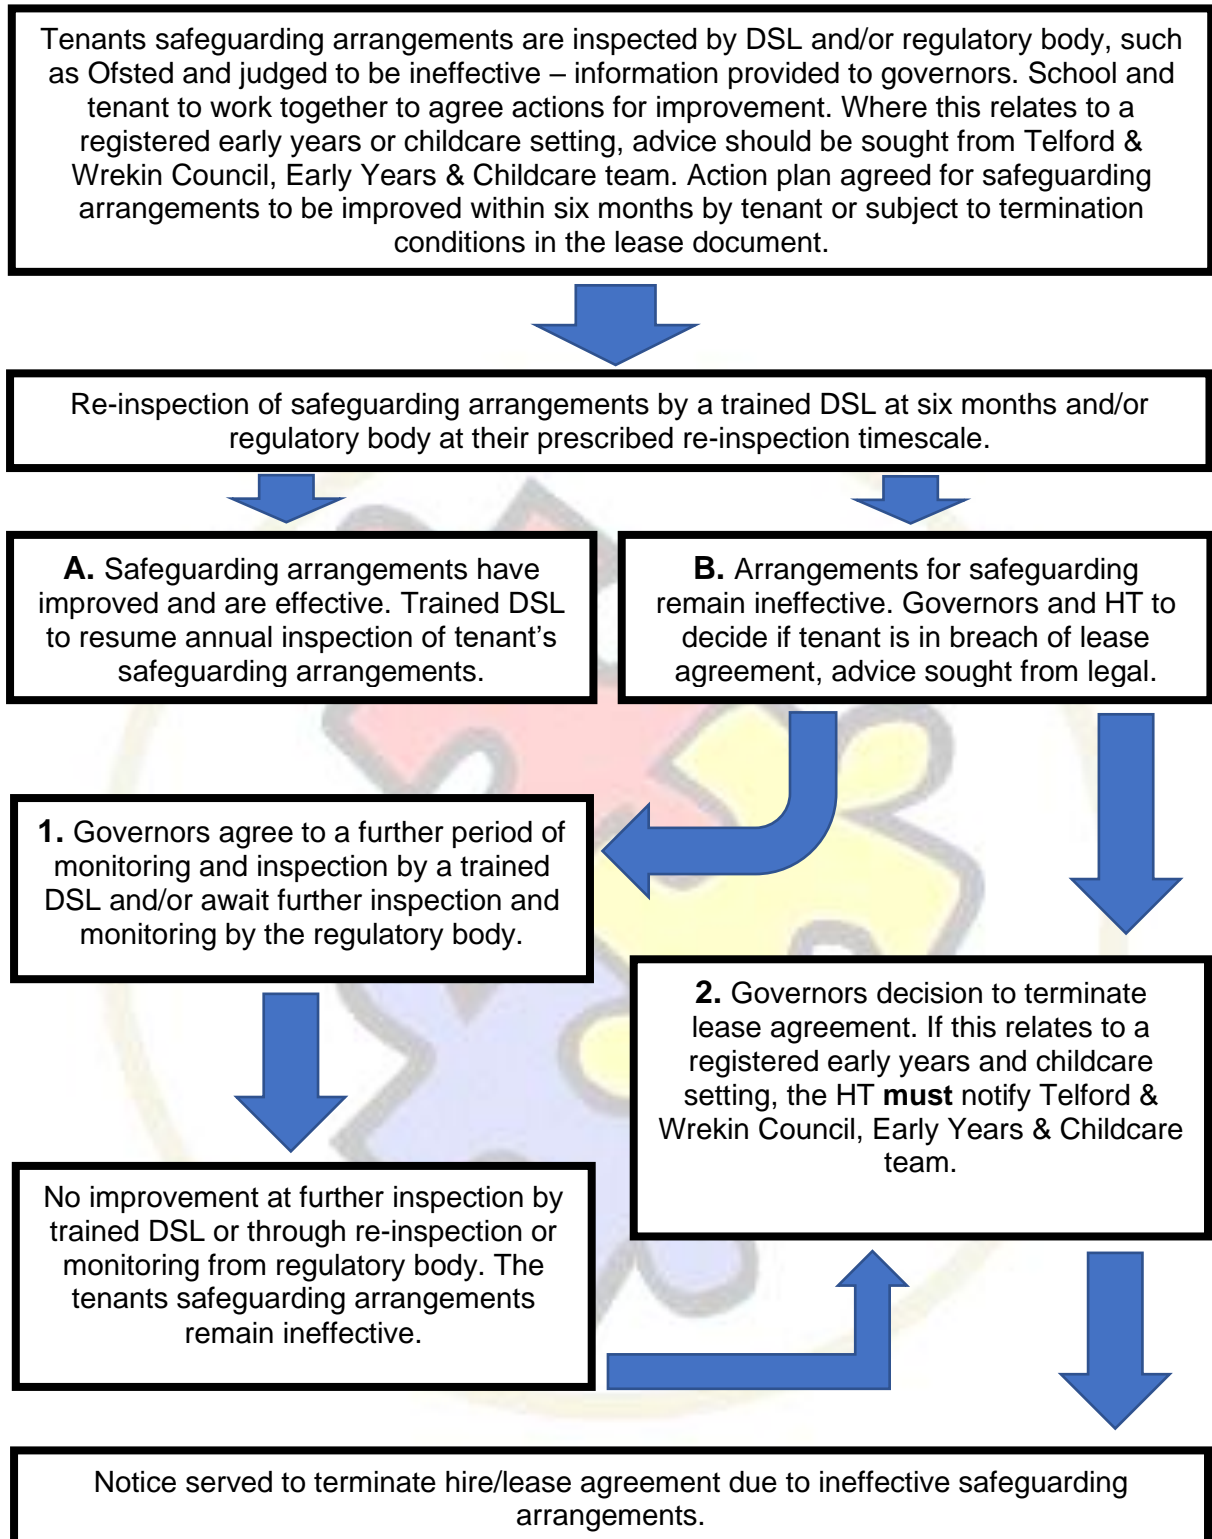 Tenants safeguarding arrangements are inspected by DSL and/or regulatory body, such
as Ofsted and judged to be ineffective – information provided to governors. School and
tenant to work together to agree actions for improvement. Where this relates to a
registered early years or childcare setting, advice should be sought from Telford &
Wrekin Council, Early Years & Childcare team. Action plan agreed for safeguarding
arrangements to be improved within six months by tenant or subject to termination
conditions in the lease document.
Re-inspection of safeguarding arrangements by a trained DSL at six months and/or
regulatory body at their prescribed re-inspection timescale.
A. Safeguarding arrangements have
improved and are effective. Trained DSL
to resume annual inspection of tenant’s
safeguarding arrangements.
B. Arrangements for safeguarding
remain ineffective. Governors and HT to
decide if tenant is in breach of lease
agreement, advice sought from legal.
1. Governors agree to a further period of
monitoring and inspection by a trained
DSL and/or await further inspection and
monitoring by the regulatory body.
2. Governors decision to terminate
lease agreement. If this relates to a
registered early years and childcare
setting, the HT must notify Telford &
Wrekin Council, Early Years & Childcare
team.
No improvement at further inspection by
trained DSL or through re-inspection or
monitoring from regulatory body. The
tenants safeguarding arrangements
remain ineffective.
Notice served to terminate hire/lease agreement due to ineffective safeguarding
arrangements.